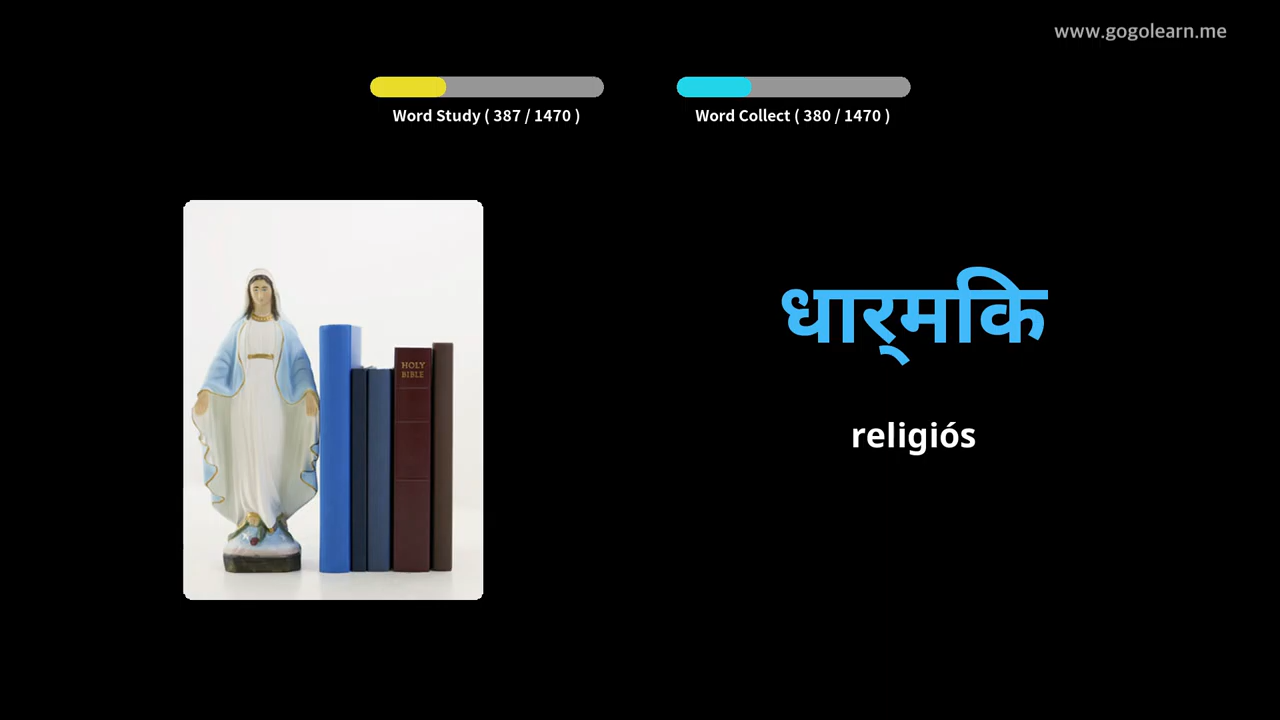 www.gogolearn.me
Word Study ( 387 / 1470 )
Word Collect ( 380 / 1470 )
धार्‌मकि
religiós
HOLY
BIBLE